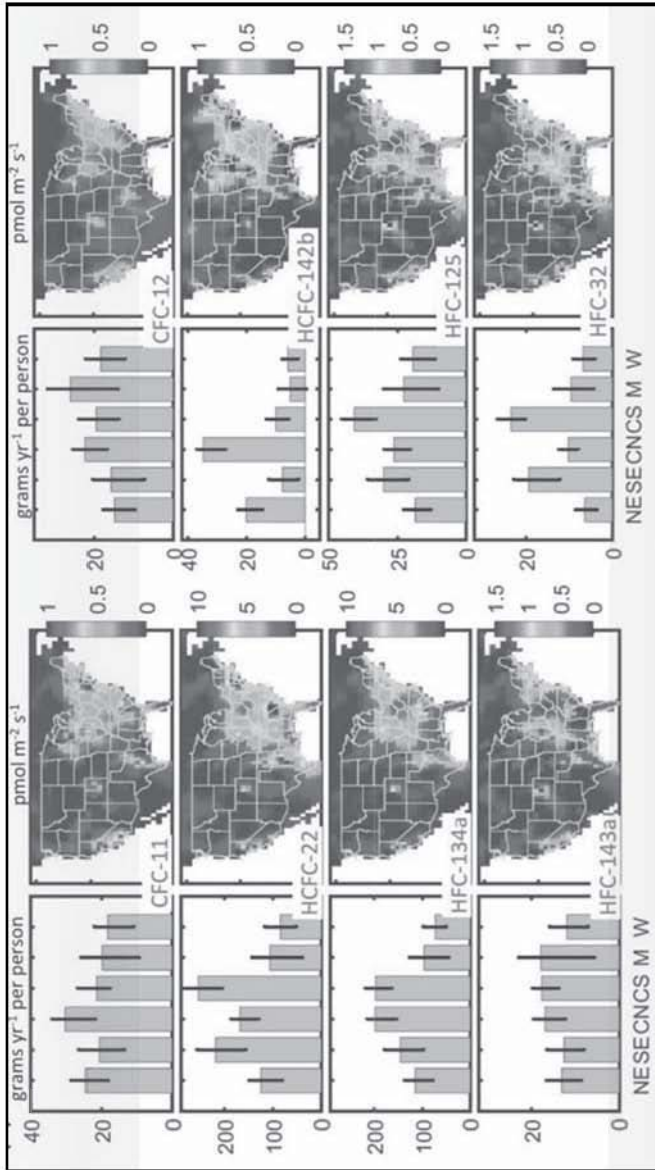 grams yr⁻¹ per person pmol m⁻² s⁻¹ grams yr⁻¹ per person pmol m⁻² s⁻¹
40 1 1
20 0.5 20 0.5
0 CFC-11 0 0 CFC-12 0
10 40 1
200 5 20 0.5
100
0 HCFC-22 0 0 HCFC-142b 0
10 50 1.5
200 5 25 1
100 0.5
0 HFC-134a 0 0 HFC-125 0
1.5 1.5
20 1 20 1
0.5 0.5
0 HFC-143a 0 0 HFC-32 0
NE SE CN CS M W NE SE CN CS M W